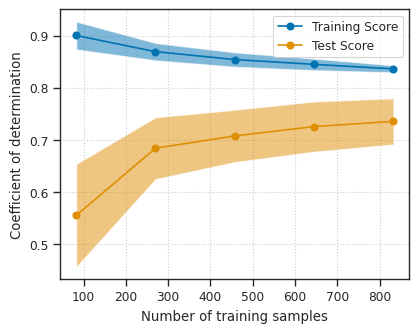 Training Score
Test Score
0.9
0.8
0.7
0.6
0.5
Coefficient of determination
100 200 300 400 500 600 700 800
Number of training samples